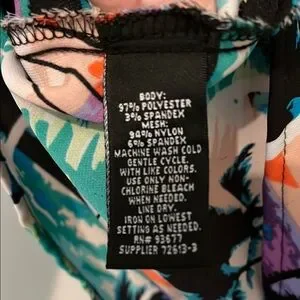 BODY:
97% POLYESTER
3% SPANDEX
MESH:
94% NYLON
6% SPANDEX
MACHINE WASH COLD
GENTLE CYCLE.
WITH LIKE COLORS.
USE ONLY NON-
CHLORINE BLEACH
WHEN NEEDED.
LINE DRY.
IRON ON LOWEST
SETTING AS NEEDED.
RN# 93677
SUPPLIER 72613-3